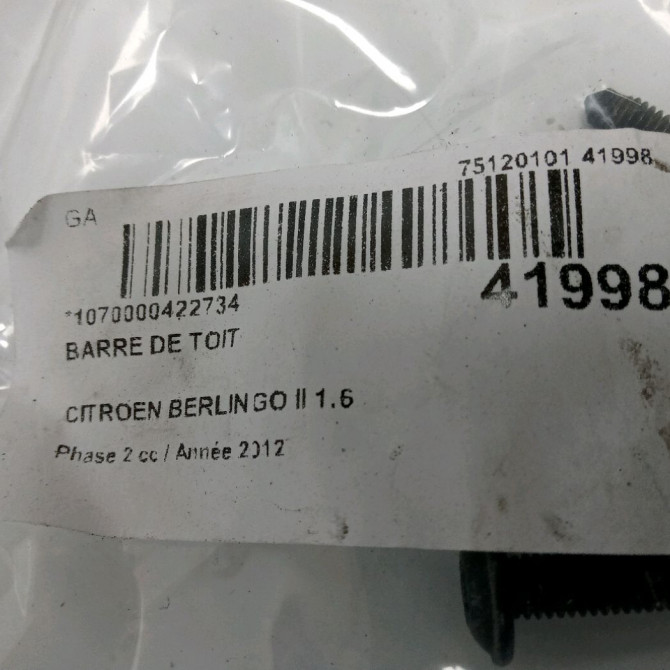 75120101 41998
GA
41998
*1070000422734
BARRE DE TOIT
CITROEN BERLINGO II 1.6
Phase 2 cc / Année 2012